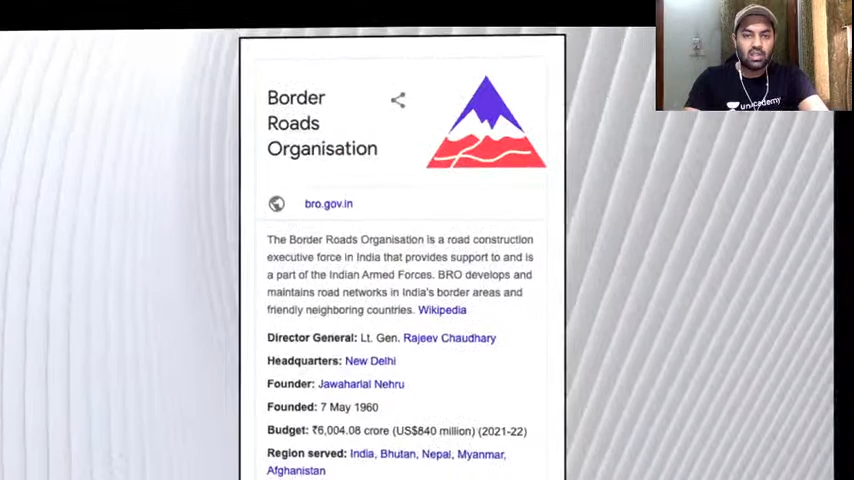 Border
Roads
Organisation
bro.gov.in
The Border Roads Organisation is a road construction
executive force in India that provides support to and is
a part of the Indian Armed Forces. BRO develops and
maintains road networks in India's border areas and
friendly neighboring countries. Wikipedia
Director General: Lt. Gen. Rajeev Chaudhary
Headquarters: New Delhi
Founder: Jawaharlal Nehru
Founded: 7 May 1960
Budget: ₹6,004.08 crore (US$840 million) (2021-22)
Region served: India, Bhutan, Nepal, Myanmar,
Afghanistan
unacademy